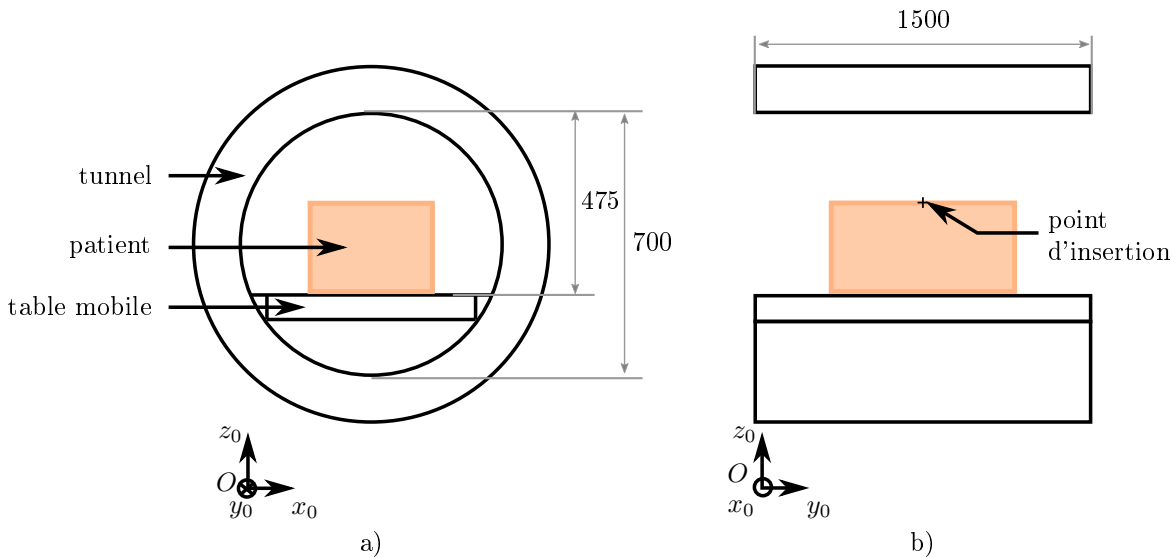 1500
tunnel
475
patient
700
point
d'insertion
table mobile
z₀
z₀
O
y₀
x₀
O
x₀
y₀
a)
b)